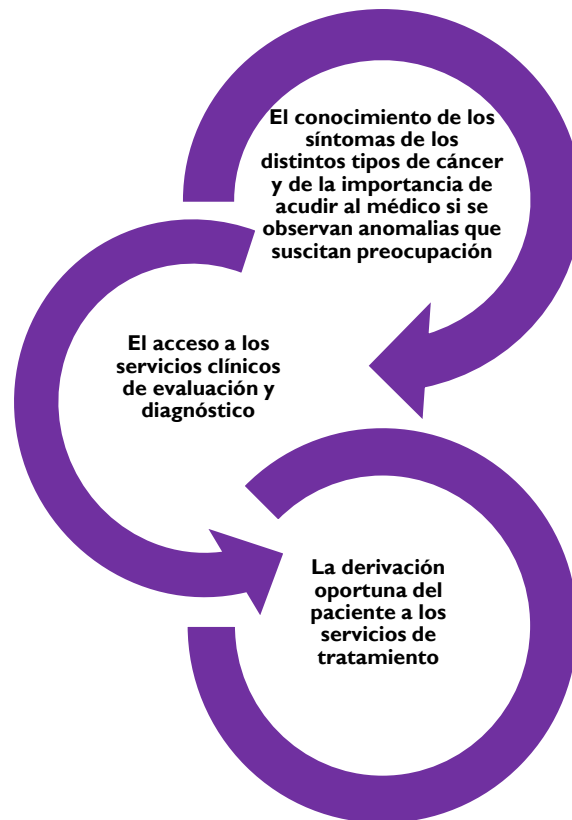 El conocimiento de los
síntomas de los
distintos tipos de cáncer
y de la importancia de
acudir al médico si se
observan anomalias que
suscitan preocupación
El acceso a los
servicios clínicos
de evaluación y
diagnóstico
La derivación
oportuna del
paciente a los
servicios de
tratamiento